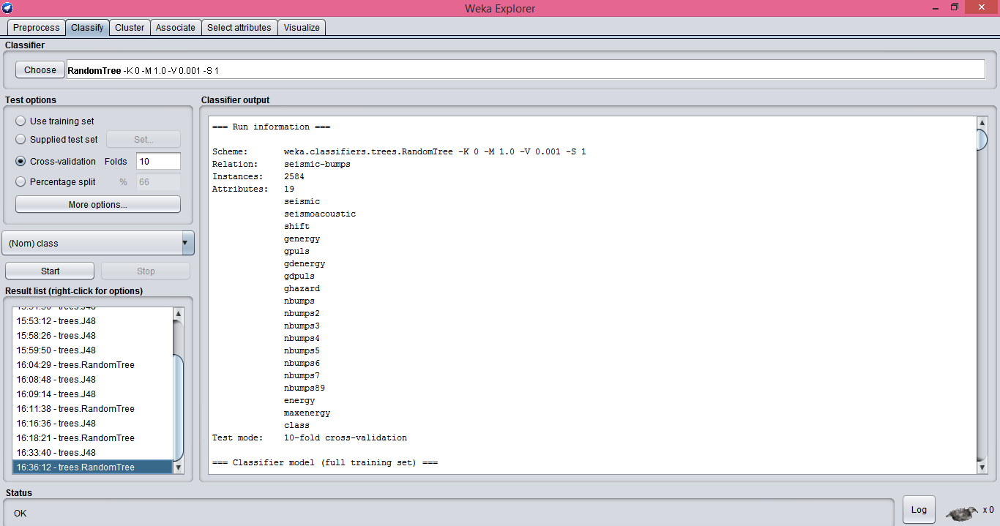 Weka Explorer
Preprocess Classify Cluster Associate Select attributes Visualize
Classifier
Choose RandomTree -K 0 -M 1.0 -V 0.001 -S 1
Test options
Use training set
Supplied test set Set...
Cross-validation Folds 10
Percentage split % 66
More options...
(Nom) class
Start Stop
Result list (right-click for options)
15:53:12 - trees.J48
15:58:26 - trees.J48
15:59:50 - trees.J48
16:04:29 - trees.RandomTree
16:08:48 - trees.J48
16:09:14 - trees.J48
16:11:38 - trees.RandomTree
16:16:36 - trees.J48
16:18:21 - trees.RandomTree
16:33:40 - trees.J48
16:36:12 - trees.RandomTree
Classifier output
=== Run information ===
Scheme: weka.classifiers.trees.RandomTree -K 0 -M 1.0 -V 0.001 -S 1
Relation: seismic-bumps
Instances: 2584
Attributes: 19
seismic
seismoacoustic
shift
genergy
gpuls
gdenergy
gdpuls
ghazard
nbumps
nbumps2
nbumps3
nbumps4
nbumps5
nbumps6
nbumps7
nbumps89
energy
maxenergy
class
Test mode: 10-fold cross-validation
=== Classifier model (full training set) ===
Status
OK
Log x 0